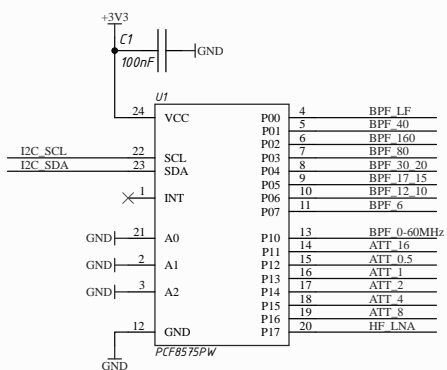 +3V3
C1
100nF
GND
U1
24 VCC
I2C_SCL 22 SCL
I2C_SDA 23 SDA
1 INT
GND 21 A0
GND 2 A1
GND 3 A2
12 GND
GND
P00 4 BPF_LF
P01 5 BPF_40
P02 6 BPF_160
P03 7 BPF_80
P04 8 BPF_30_20
P05 9 BPF_17_15
P06 10 BPF_12_10
P07 11 BPF_6
P10 13 BPF_0-60MHz
P11 14 ATT_16
P12 15 ATT_0.5
P13 16 ATT_1
P14 17 ATT_2
P15 18 ATT_4
P16 19 ATT_8
P17 20 HF_LNA
PCF8575PW